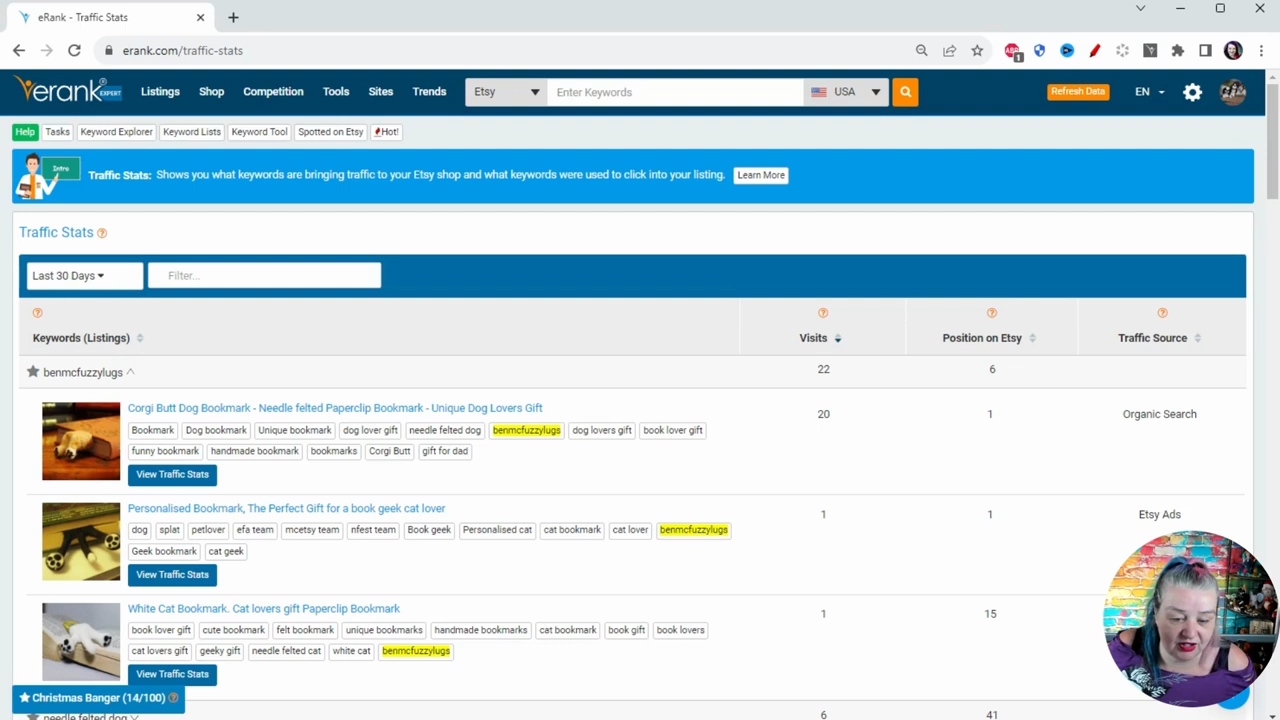 eRank - Traffic Stats
erank.com/traffic-stats
1
erank® EXPERT Listings Shop Competition Tools Sites Trends Etsy Enter Keywords USA Refresh Data EN
Help Tasks Keyword Explorer Keyword Lists Keyword Tool Spotted on Etsy Hot!
Intro Traffic Stats: Shows you what keywords are bringing traffic to your Etsy shop and what keywords were used to click into your listing. Learn More
Traffic Stats
Last 30 Days Filter...
Keywords (Listings) Visits Position on Etsy Traffic Source
benmcfuzzylugs 22 6
Corgi Butt Dog Bookmark - Needle felted Paperclip Bookmark - Unique Dog Lovers Gift 20 1 Organic Search
Bookmark Dog bookmark Unique bookmark dog lover gift needle felted dog benmcfuzzylugs dog lovers gift book lover gift
funny bookmark handmade bookmark bookmarks Corgi Butt gift for dad
View Traffic Stats
Personalised Bookmark, The Perfect Gift for a book geek cat lover 1 1 Etsy Ads
dog splat petlover efa team mcetsy team nfest team Book geek Personalised cat cat bookmark cat lover benmcfuzzylugs
Geek bookmark cat geek
View Traffic Stats
White Cat Bookmark. Cat lovers gift Paperclip Bookmark 1 15
book lover gift cute bookmark felt bookmark unique bookmarks handmade bookmarks cat bookmark book gift book lovers
cat lovers gift geeky gift needle felted cat white cat benmcfuzzylugs
View Traffic Stats
Christmas Banger (14/100)
needle felted dog 6 41